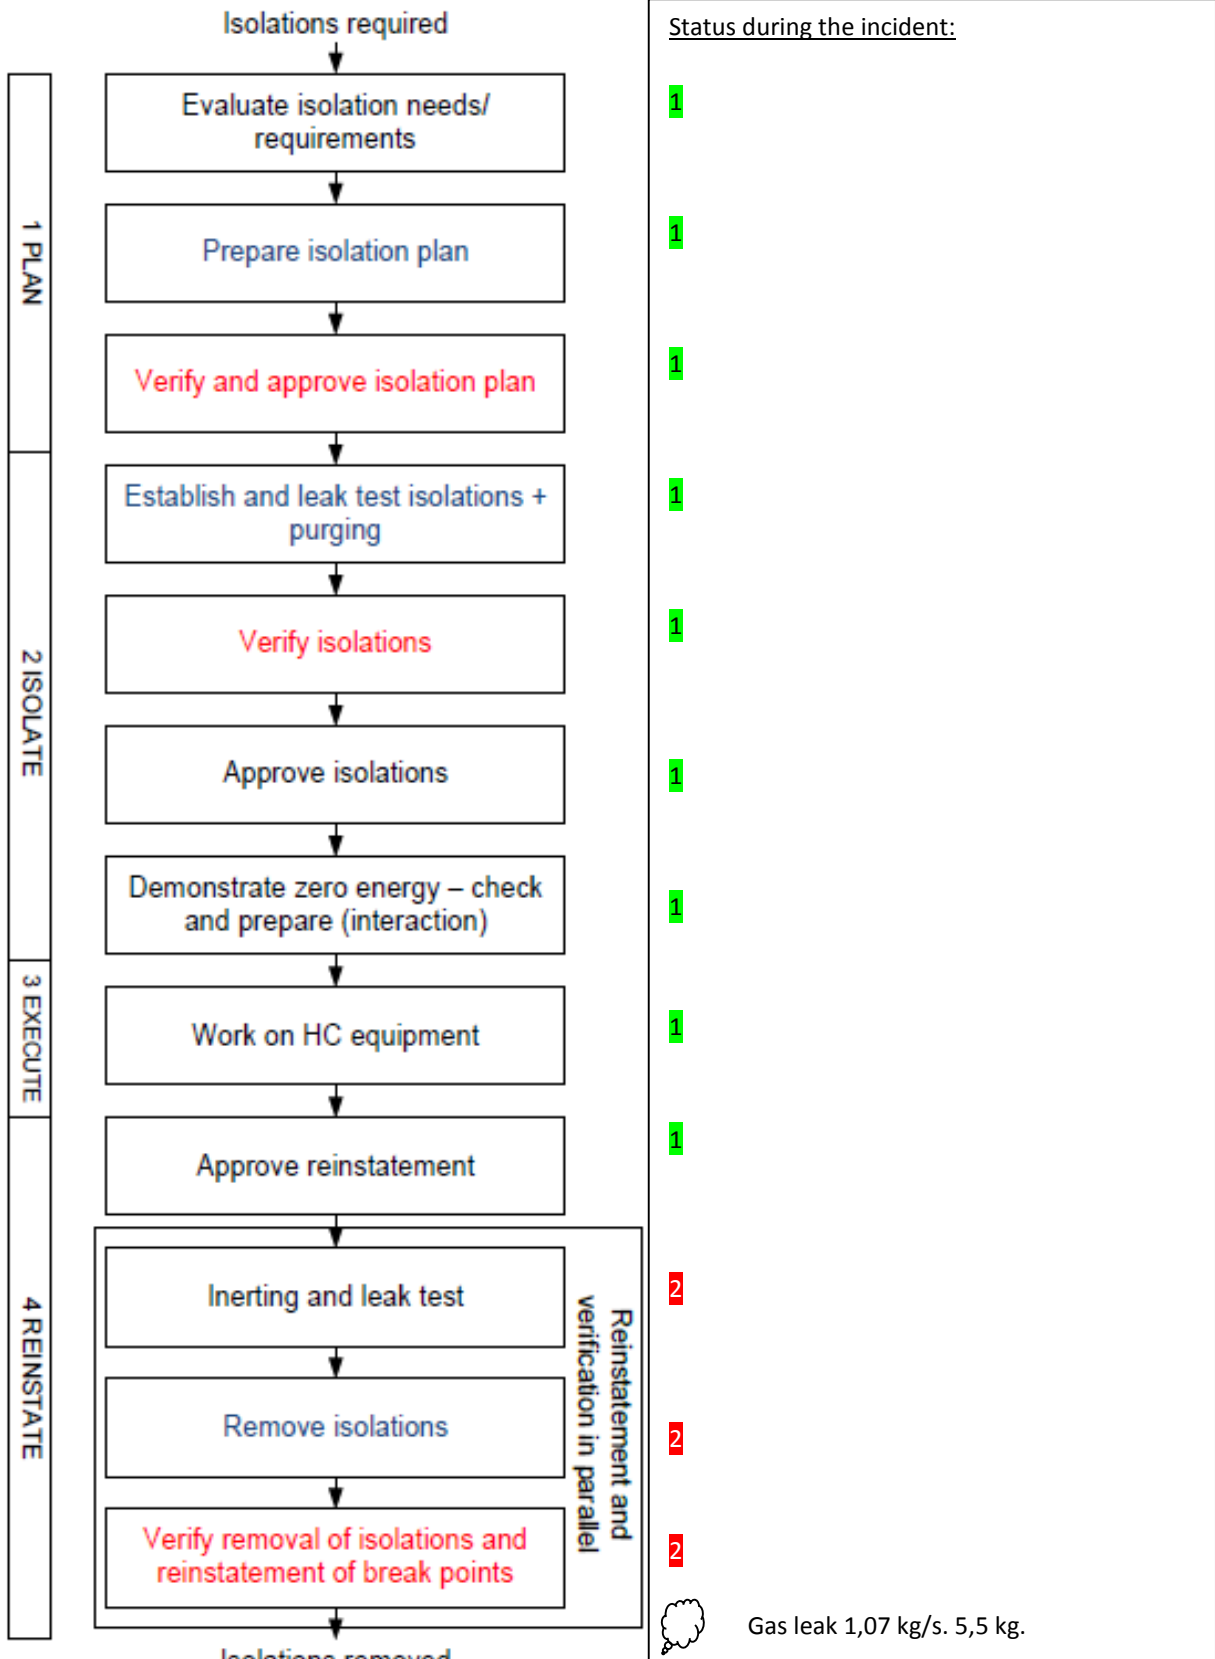 Isolations required
Status during the incident:
1 PLAN
Evaluate isolation needs/
requirements
1
Prepare isolation plan
1
Verify and approve isolation plan
1
2 ISOLATE
Establish and leak test isolations +
purging
1
Verify isolations
1
Approve isolations
1
Demonstrate zero energy – check
and prepare (interaction)
1
3 EXECUTE
Work on HC equipment
1
4 REINSTATE
Approve reinstatement
1
Reinstatement and
verification in parallel
Inerting and leak test
2
Remove isolations
2
Verify removal of isolations and
reinstatement of break points
2
Gas leak 1,07 kg/s. 5,5 kg.
Isolations removed